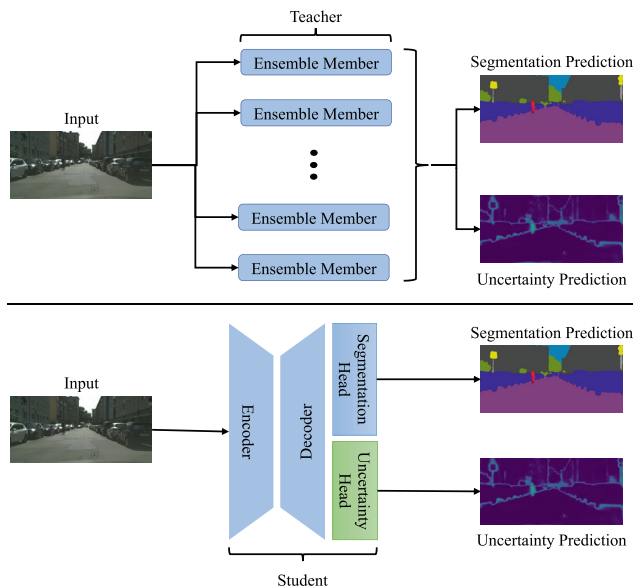 Teacher
Ensemble Member
Segmentation Prediction
Ensemble Member
Input
Ensemble Member
Ensemble Member
Uncertainty Prediction
Segmentation Prediction
Input
Encoder
Decoder
Segmentation
Head
Uncertainty
Head
Uncertainty Prediction
Student